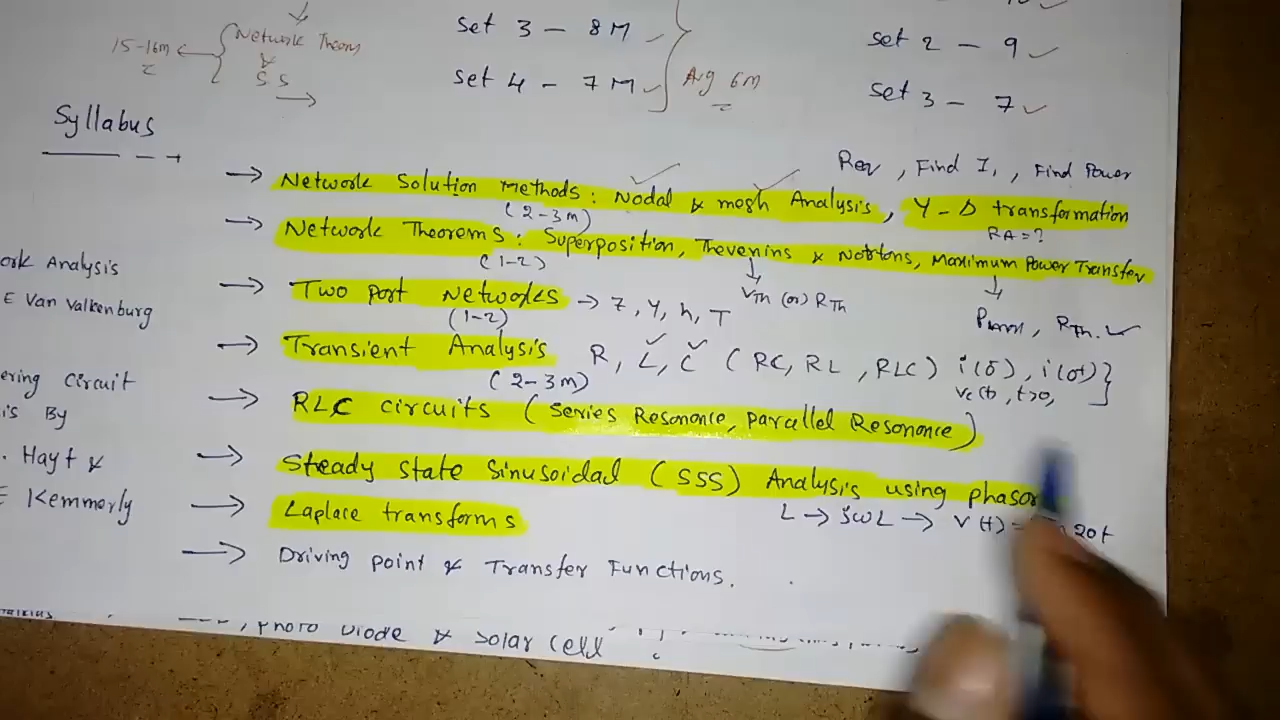 Set 3 - 8M
Set 4 - 7M
Avg 6m
Set 2 - 9
Set 3 - 7
15-16m
Network Theory
&
S S
Syllabus
Req , Find I, , Find Power
→ Network Solution methods : Nodal & mesh Analysis , Y - Δ transformation
(2-3m)
RA = ?
→ Network Theorems : Superposition, Thevenins & Nortons, Maximum Power Transfer
(1-2)
VTh (or) RTh
→ Two port Networks → Z, Y, h, T
(1-2)
Pmax , RTh.
→ Transient Analysis R, L, C ( RC, RL , RLC )
(2-3m)
Vc(t) , t>0,
→ RLC circuits ( Series Resonance, parallel Resonance )
→ Steady state Sinusoidal (SSS) Analysis using phasor
L → jωL → V(t) = 20t
→ Laplace transforms
→ Driving point & Transfer Functions.
ork Analysis
E Van Valkenburg
ering Circuit
is By
. Hayt &
E Kemmerly
, photo diode & Solar cell